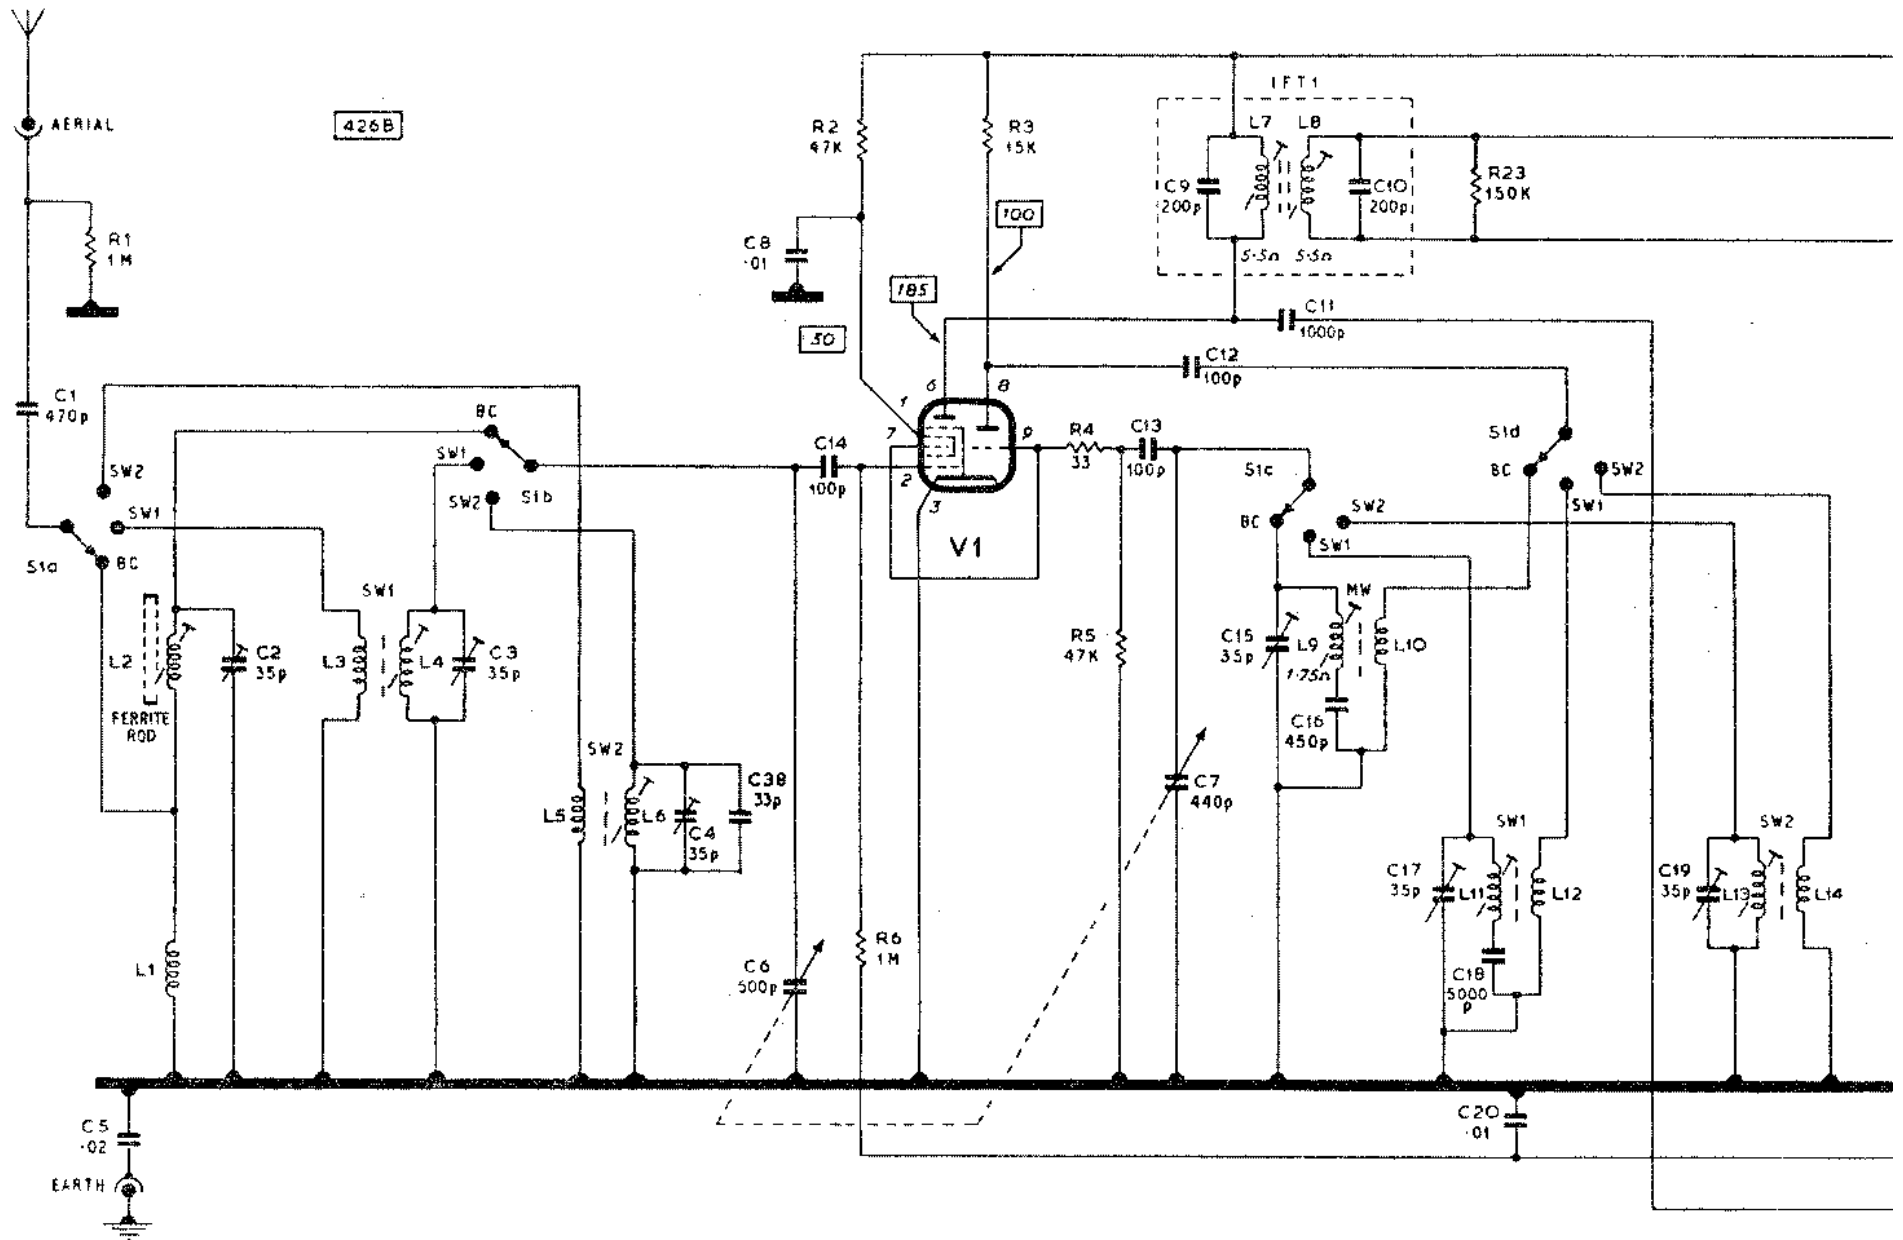 AERIAL
426B
R1
1M
C1
470p
SW2
SW1
BC
S1a
L2
FERRITE
ROD
C2
35p
L1
C5
.02
EARTH
BC
SW1
SW2
S1b
SW1
L3
L4
C3
35p
SW2
L5
L6
C4
35p
C38
33p
R2
47K
R3
15K
C8
.01
50
185
100
1
6
8
7
9
2
3
V1
C14
100p
C6
500p
R6
1M
R4
33
C13
100p
R5
47K
C7
440p
IFT1
L7
L8
C9
200p
C10
200p
5.5Ω
5.5Ω
R23
150K
C11
1000p
C12
100p
S1c
BC
SW2
SW1
S1d
BC
SW2
SW1
MW
C15
35p
L9
1.75Ω
L10
C16
450p
SW1
C17
35p
L11
L12
C18
5000
p
SW2
C19
35p
L13
L14
C20
.01